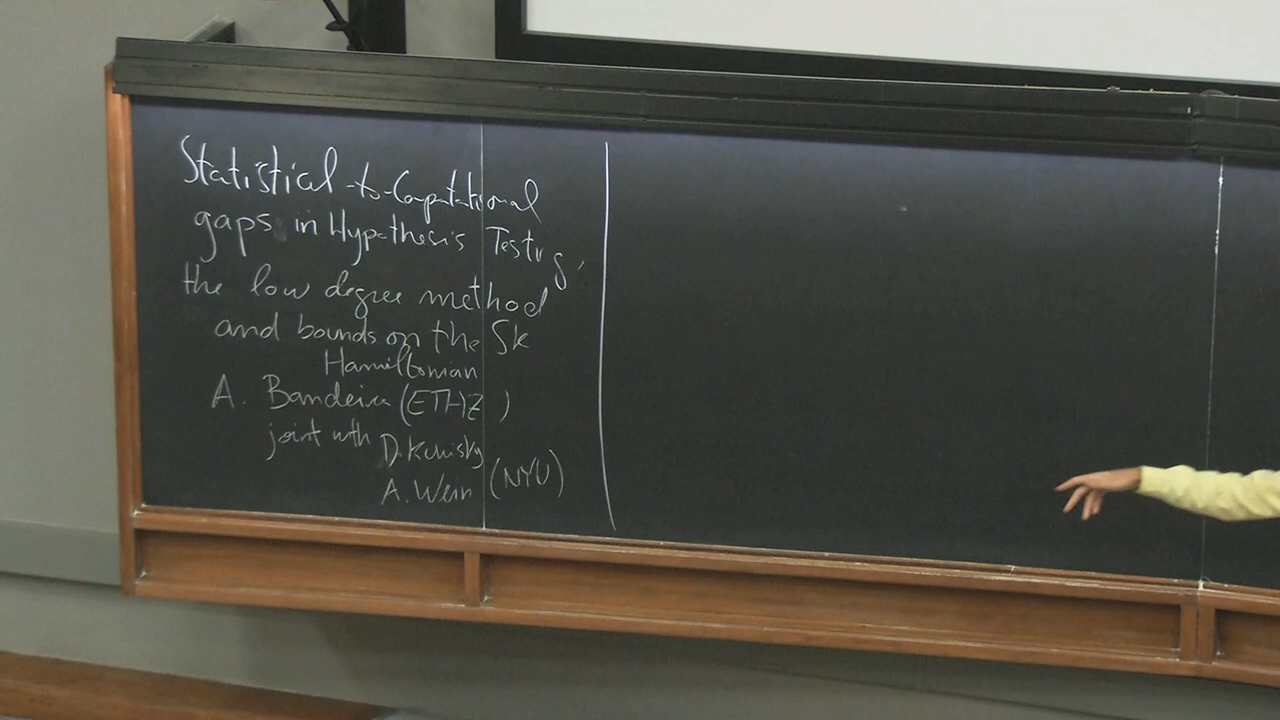 Statistical-to-Computational
gaps in Hypothesis Testing,
the low degree method
and bounds on the SK
Hamiltonian
A. Bandeira (ETHZ)
joint with D. Kunisky
A. Wein (NYU)